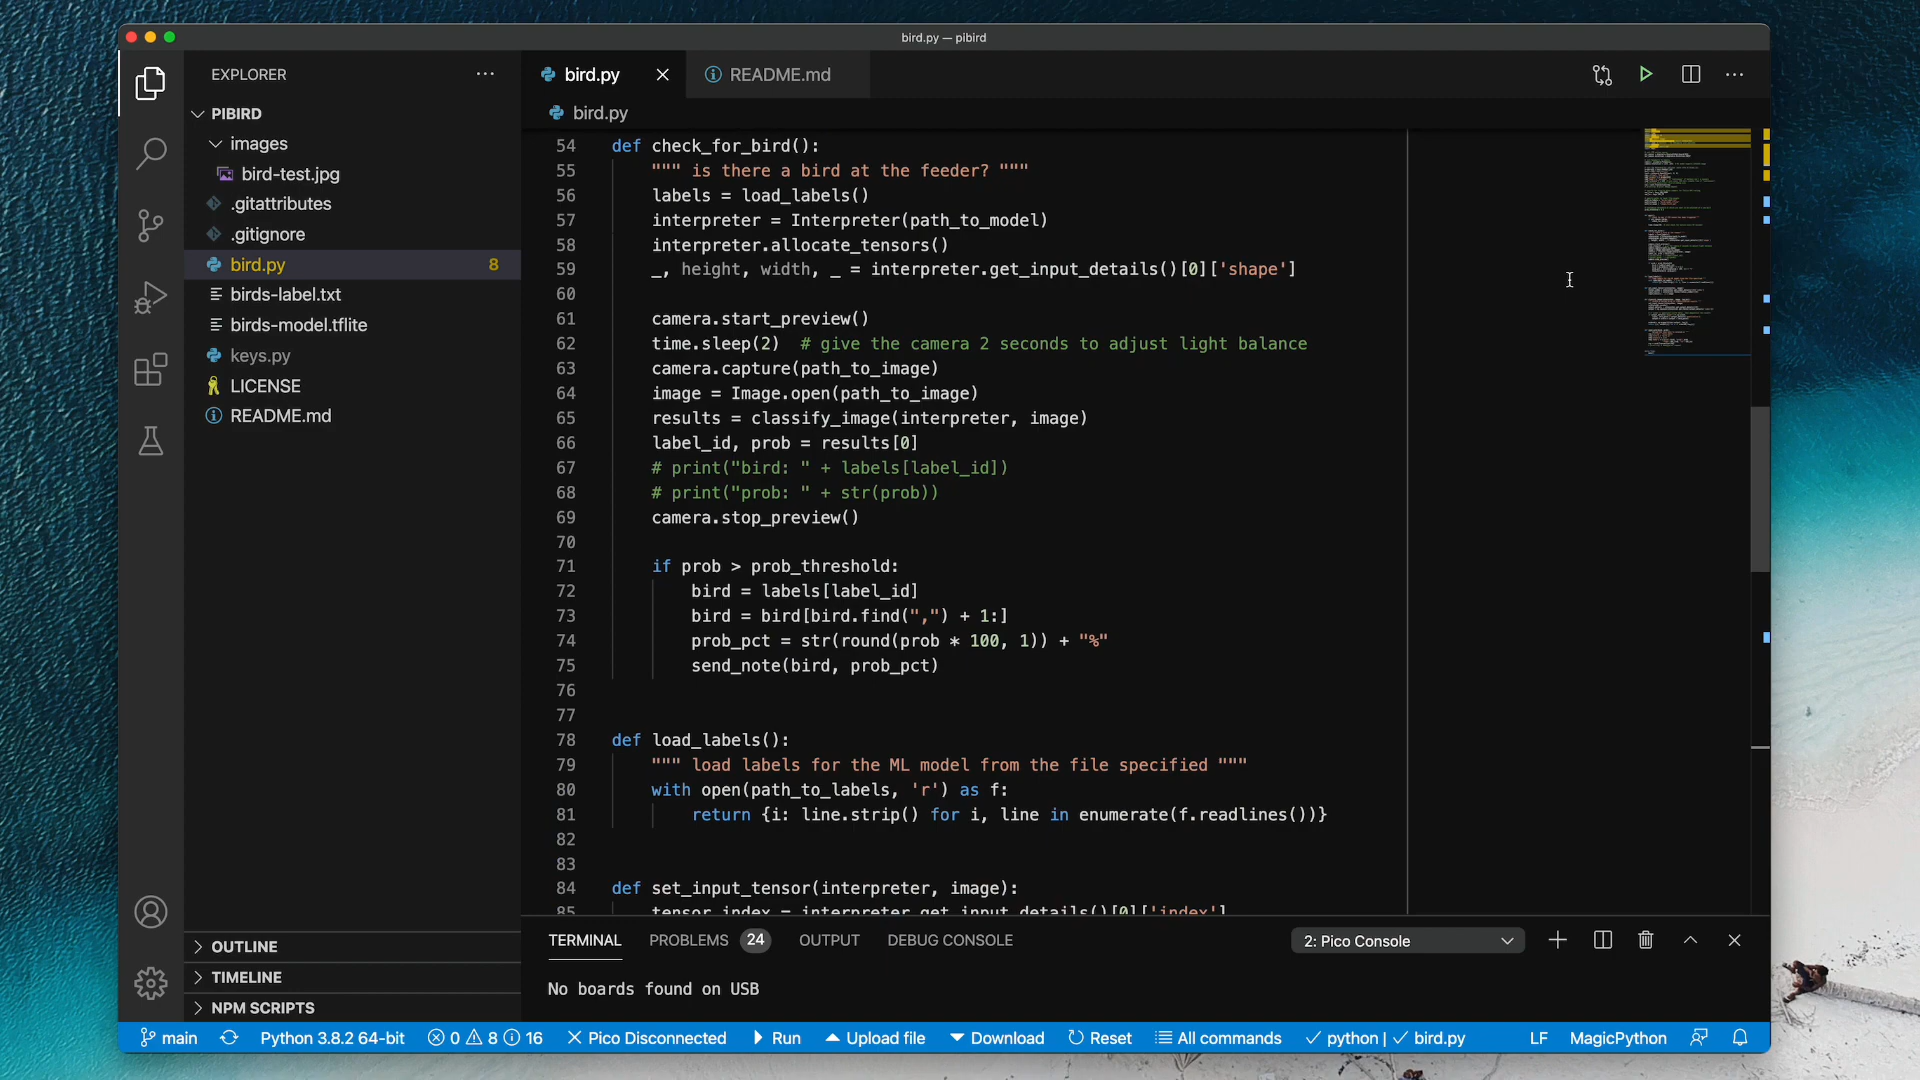 bird.py — pibird
EXPLORER
PIBIRD
images
bird-test.jpg
.gitattributes
.gitignore
bird.py 8
birds-label.txt
birds-model.tflite
keys.py
LICENSE
README.md
OUTLINE
TIMELINE
NPM SCRIPTS
bird.py
README.md
bird.py
54 def check_for_bird():
55 """ is there a bird at the feeder? """
56 labels = load_labels()
57 interpreter = Interpreter(path_to_model)
58 interpreter.allocate_tensors()
59 _, height, width, _ = interpreter.get_input_details()[0]['shape']
60
61 camera.start_preview()
62 time.sleep(2)  # give the camera 2 seconds to adjust light balance
63 camera.capture(path_to_image)
64 image = Image.open(path_to_image)
65 results = classify_image(interpreter, image)
66 label_id, prob = results[0]
67 # print("bird: " + labels[label_id])
68 # print("prob: " + str(prob))
69 camera.stop_preview()
70
71 if prob > prob_threshold:
72 bird = labels[label_id]
73 bird = bird[bird.find(",") + 1:]
74 prob_pct = str(round(prob * 100, 1)) + "%"
75 send_note(bird, prob_pct)
76
77
78 def load_labels():
79 """ load labels for the ML model from the file specified """
80 with open(path_to_labels, 'r') as f:
81 return {i: line.strip() for i, line in enumerate(f.readlines())}
82
83
84 def set_input_tensor(interpreter, image):
85 tensor_index = interpreter.get_input_details()[0]['index']
TERMINAL PROBLEMS 24 OUTPUT DEBUG CONSOLE 2: Pico Console
No boards found on USB
main Python 3.8.2 64-bit 0 8 16 Pico Disconnected Run Upload file Download Reset All commands python | bird.py LF MagicPython